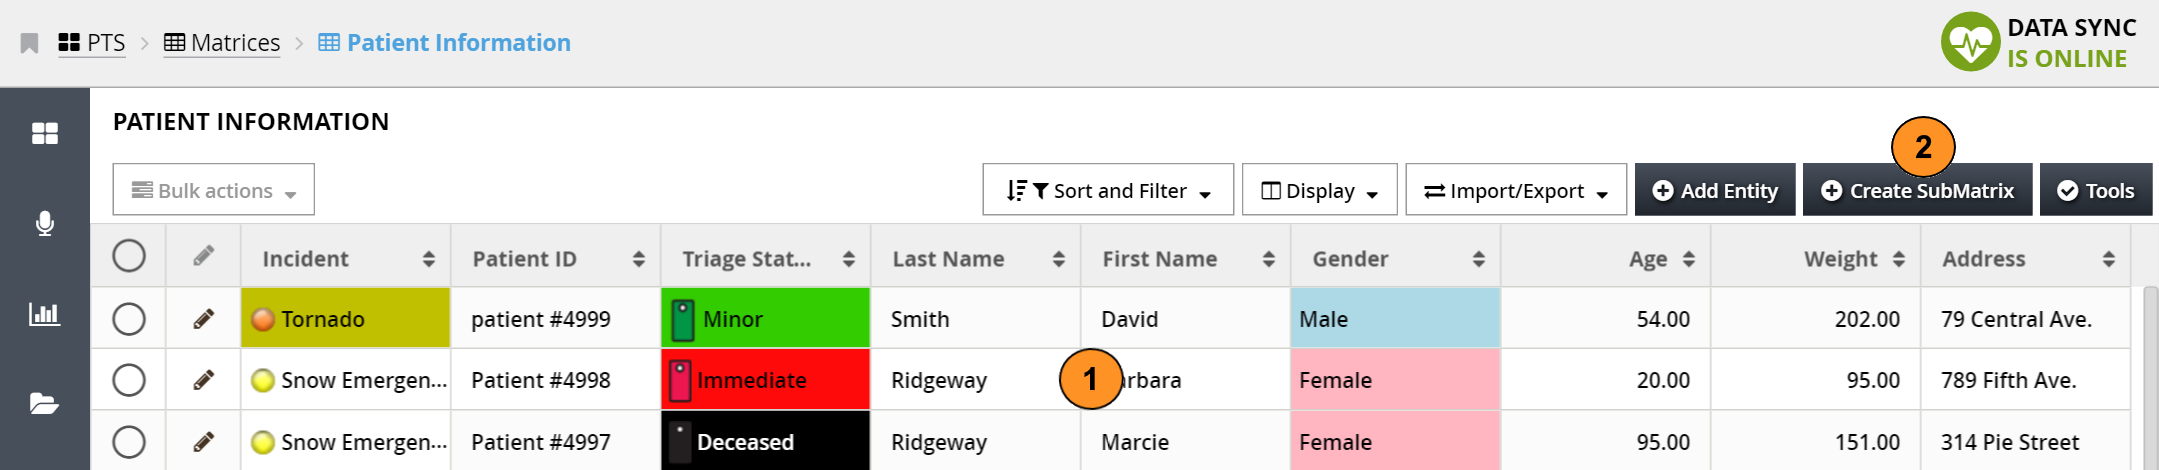 PTS > Matrices > Patient Information
DATA SYNC
IS ONLINE
PATIENT INFORMATION
2
Bulk actions Sort and Filter Display Import/Export Add Entity Create SubMatrix Tools
Incident Patient ID Triage Stat... Last Name First Name Gender Age Weight Address
Tornado patient #4999 Minor Smith David Male 54.00 202.00 79 Central Ave.
Snow Emergen... Patient #4998 Immediate Ridgeway 1 rbara Female 20.00 95.00 789 Fifth Ave.
Snow Emergen... Patient #4997 Deceased Ridgeway Marcie Female 95.00 151.00 314 Pie Street